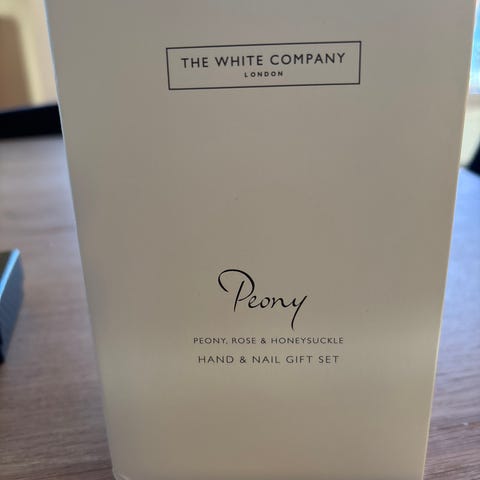 THE WHITE COMPANY
LONDON
Peony
PEONY, ROSE & HONEYSUCKLE
HAND & NAIL GIFT SET